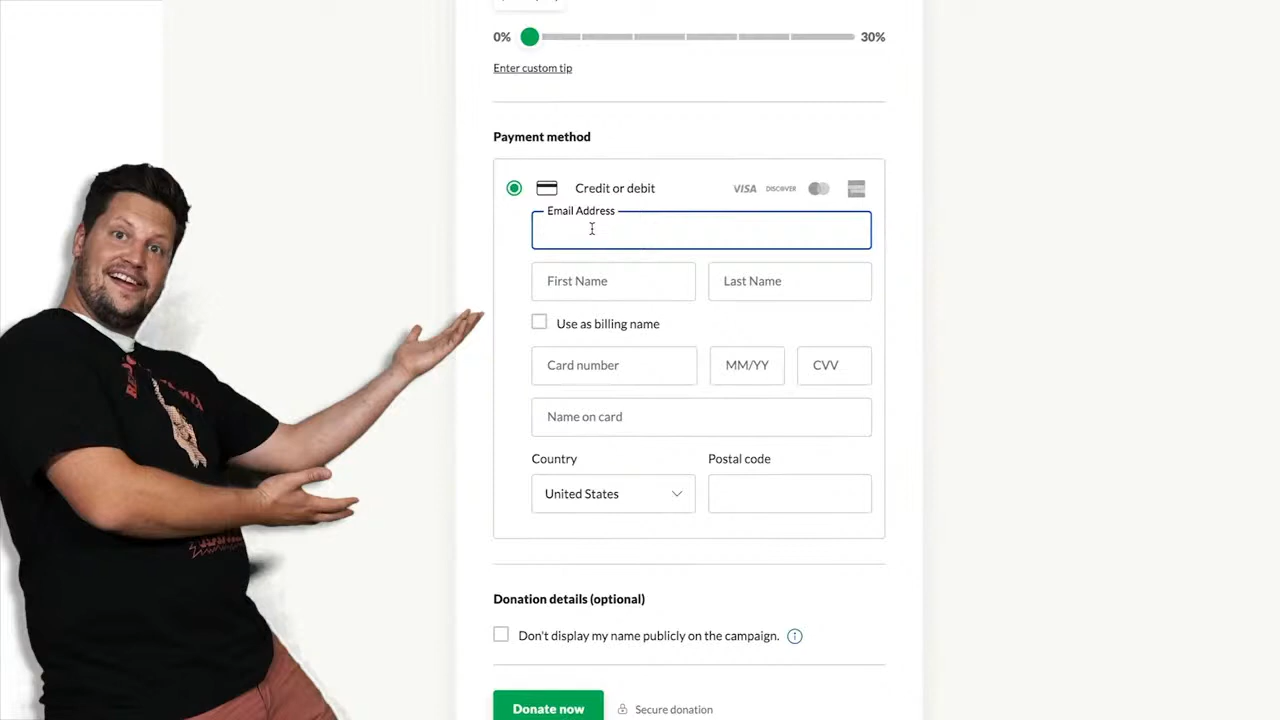 0% 30%
Enter custom tip
Payment method
Credit or debit VISA DISCOVER
Email Address
First Name Last Name
Use as billing name
Card number MM/YY CVV
Name on card
Country Postal code
United States
Donation details (optional)
Don't display my name publicly on the campaign.
Donate now Secure donation